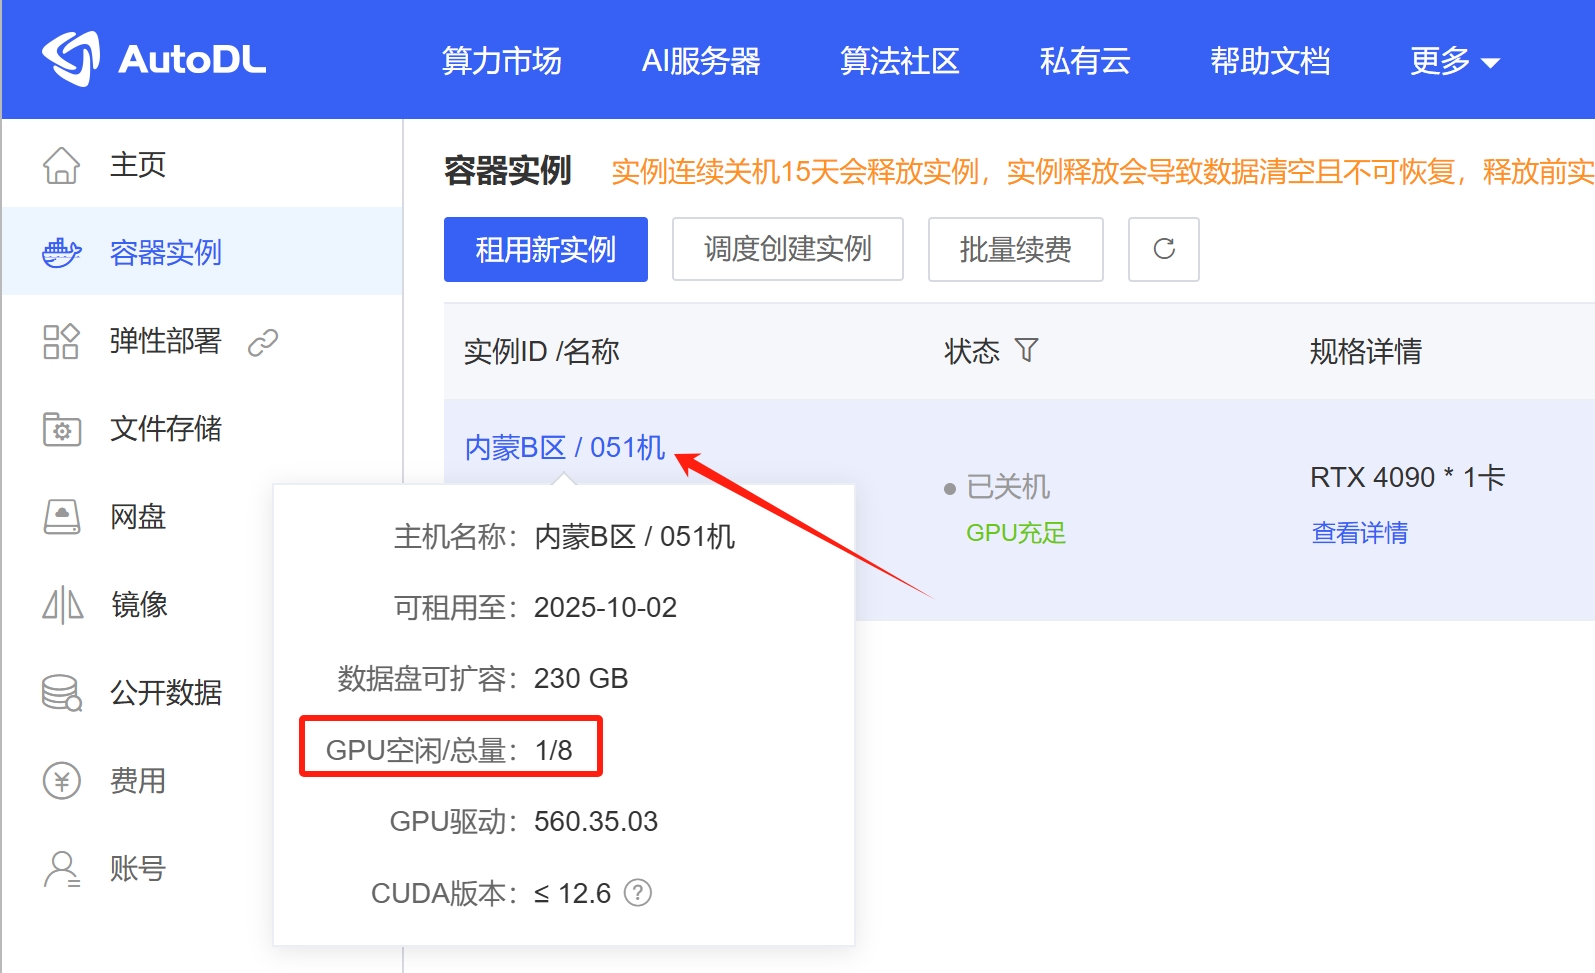 AutoDL 算力市场 AI服务器 算法社区 私有云 帮助文档 更多
主页
容器实例
弹性部署
文件存储
网盘
镜像
公开数据
费用
账号
容器实例 实例连续关机15天会释放实例，实例释放会导致数据清空且不可恢复，释放前实
租用新实例 调度创建实例 批量续费
实例ID /名称 状态 规格详情
内蒙B区 / 051机
已关机
GPU充足
RTX 4090 * 1卡
查看详情
主机名称： 内蒙B区 / 051机
可租用至： 2025-10-02
数据盘可扩容： 230 GB
GPU空闲/总量： 1/8
GPU驱动： 560.35.03
CUDA版本： ≤ 12.6 ?